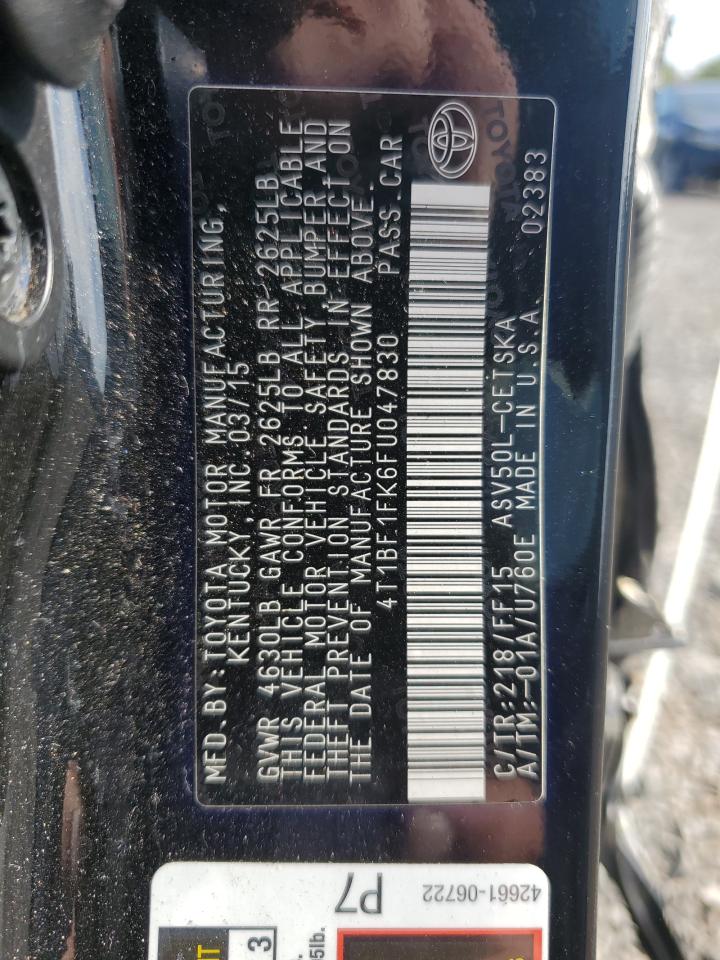 MFD. BY: TOYOTA MOTOR MANUFACTURING,
KENTUCKY, INC. 03/15
GVWR 4630LB GAWR FR 2625LB RR 2625LB
THIS VEHICLE CONFORMS TO ALL APPLICABLE
FEDERAL MOTOR VEHICLE SAFETY, BUMPER, AND
THEFT PREVENTION STANDARDS IN EFFECT ON
THE DATE OF MANUFACTURE SHOWN ABOVE.
4T1BF1FK6FU047830 PASS. CAR
C/TR:218/FF15 ASV50L-CETSKA
A/TM:-01A/U760E MADE IN U.S.A. 02383
TOYOTA
P7
42661-06722
3
5lb.